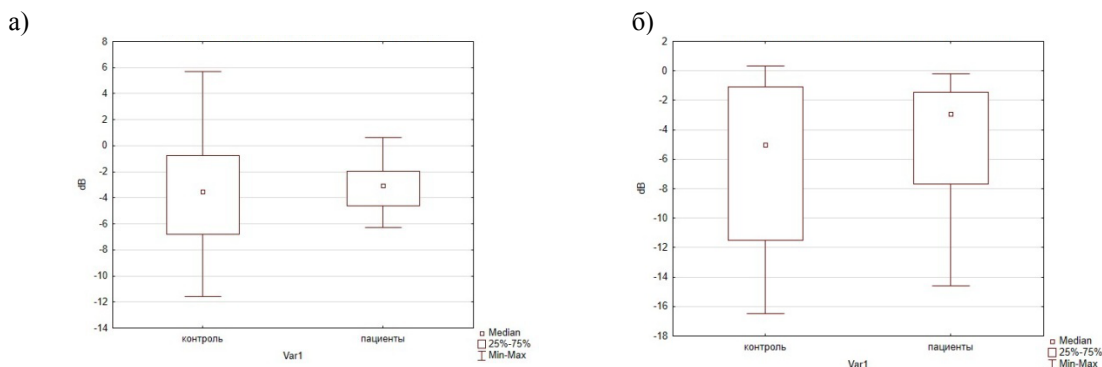 а)
8
6
4
2
0
-2
-4
-6
-8
-10
-12
-14
dB
контроль
пациенты
Var1
Median
25%-75%
Min-Max
б)
2
0
-2
-4
-6
-8
-10
-12
-14
-16
-18
dB
контроль
пациенты
Var1
Median
25%-75%
Min-Max